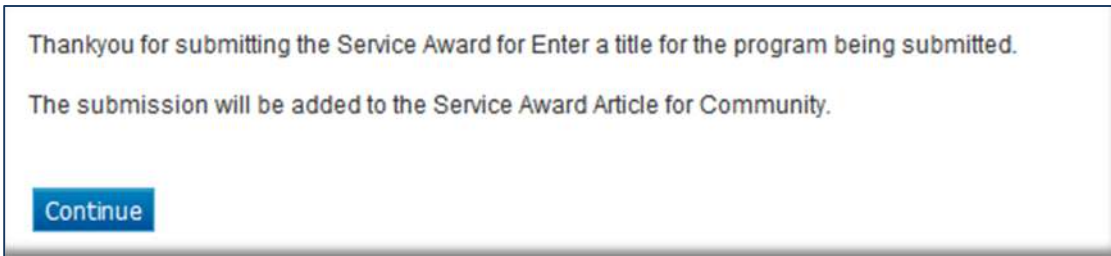 Thankyou for submitting the Service Award for Enter a title for the program being submitted.
The submission will be added to the Service Award Article for Community.
Continue